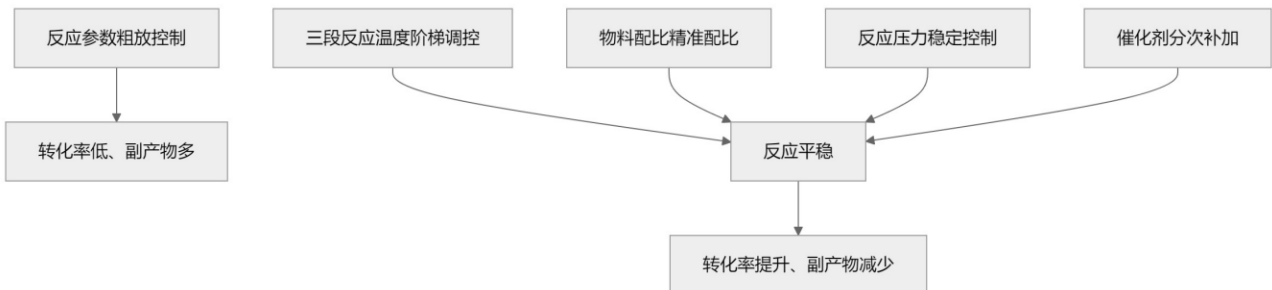 反应参数粗放控制
三段反应温度阶梯调控
物料配比精准配比
反应压力稳定控制
催化剂分次补加
转化率低、副产物多
反应平稳
转化率提升、副产物减少